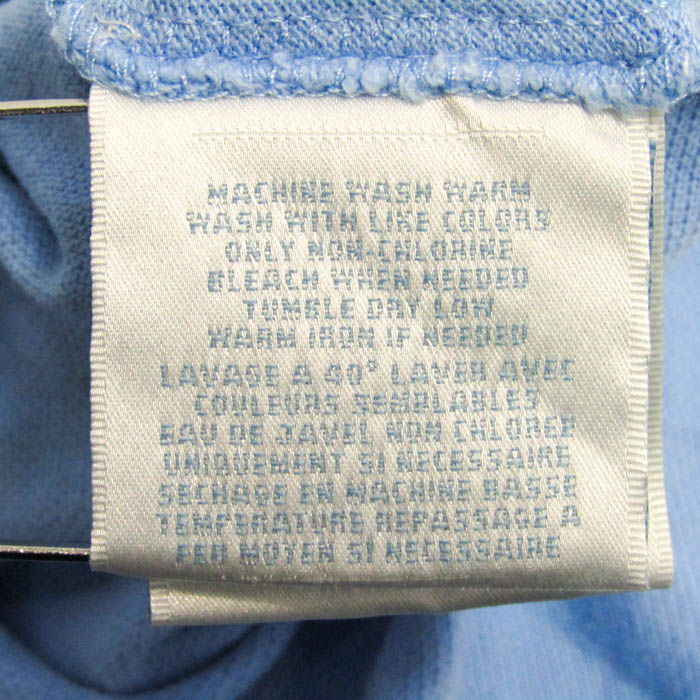 MACHINE WASH WARM
WASH WITH LIKE COLORS
ONLY NON-CHLORINE
BLEACH WHEN NEEDED
TUMBLE DRY LOW
WARM IRON IF NEEDED
LAVAGE A 40° LAVER AVEC
COULEURS SEMBLABLES
EAU DE JAVEL NON CHLOREE
UNIQUEMENT SI NECESSAIRE
SECHAGE EN MACHINE BASSE
TEMPERATURE REPASSAGE A
FED MOYEN SI NECESSAIRE